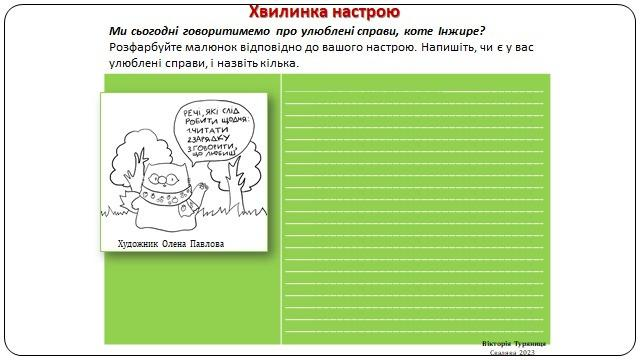 Хвилинка настрою
Ми сьогодні говоритимемо про улюблені справи, коте Інжире?
Розфарбуйте малюнок відповідно до вашого настрою. Напишіть, чи є у вас
улюблені справи, і назвіть кілька.
РЕЧІ, ЯКІ СЛІД
РОБИТИ ЩОДНЯ:
1.ЧИТАТИ
2.ЗАРЯДКУ
3.ГОВОРИТИ,
ЩО ЛЮБИШ
Художник Олена Павлова
Вікторія Туряниця
Свалява 2023